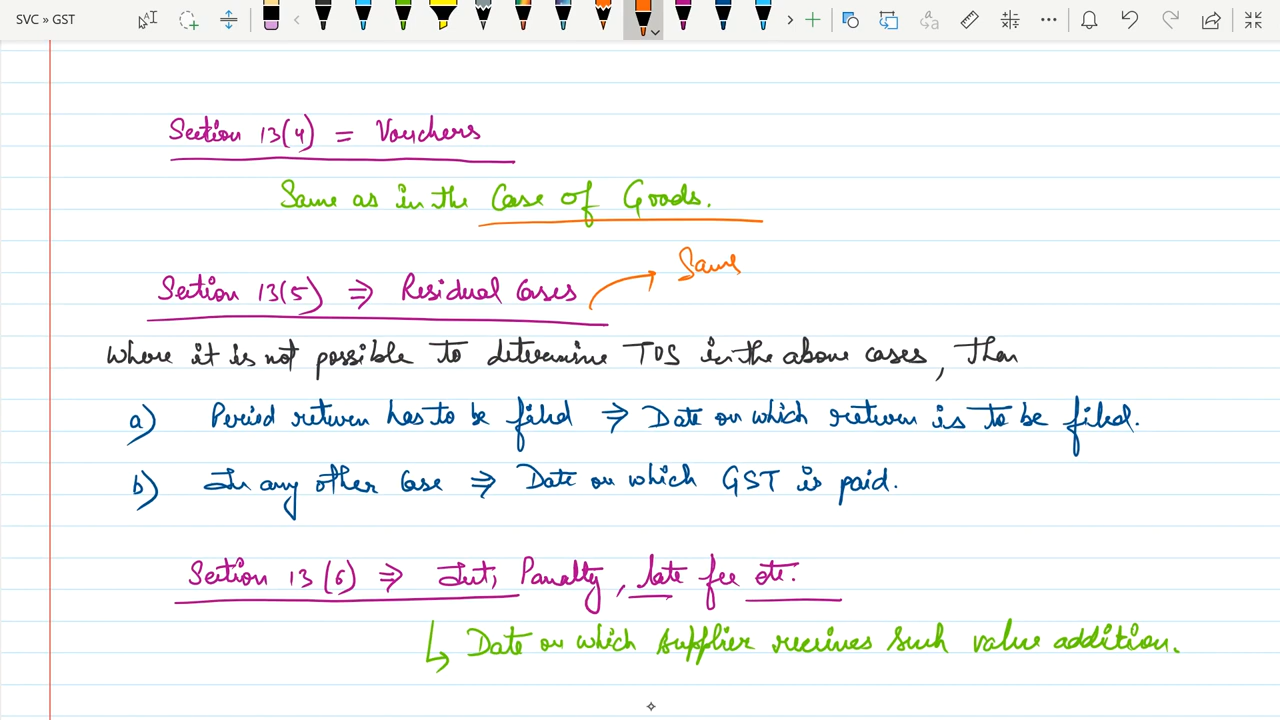 SVC » GST
Section 13(4) = Vouchers
Same as in the Case of Goods.
Section 13(5) ⇒ Residual Cases → Same
Where it is not possible to determine TOS in the above cases, then
a) Period return has to be filed ⇒ Date on which return is to be filed.
b) In any other Case ⇒ Date on which GST is paid.
Section 13(6) ⇒ Int, Panalty, late fee etc.
↳ Date on which supplier receives such value addition.